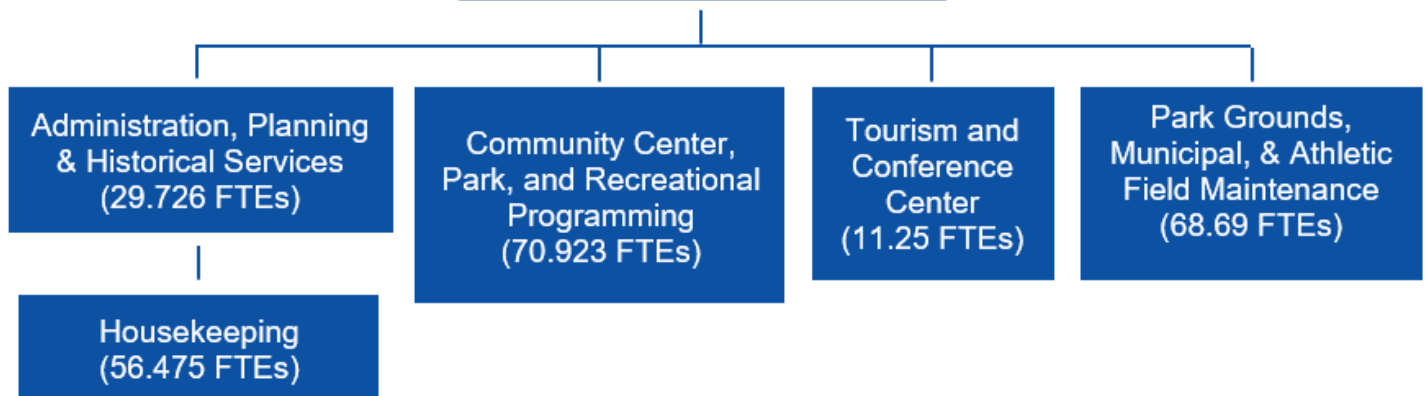 Administration, Planning
& Historical Services
(29.726 FTEs)
Community Center,
Park, and Recreational
Programming
(70.923 FTEs)
Tourism and
Conference
Center
(11.25 FTEs)
Park Grounds,
Municipal, & Athletic
Field Maintenance
(68.69 FTEs)
Housekeeping
(56.475 FTEs)